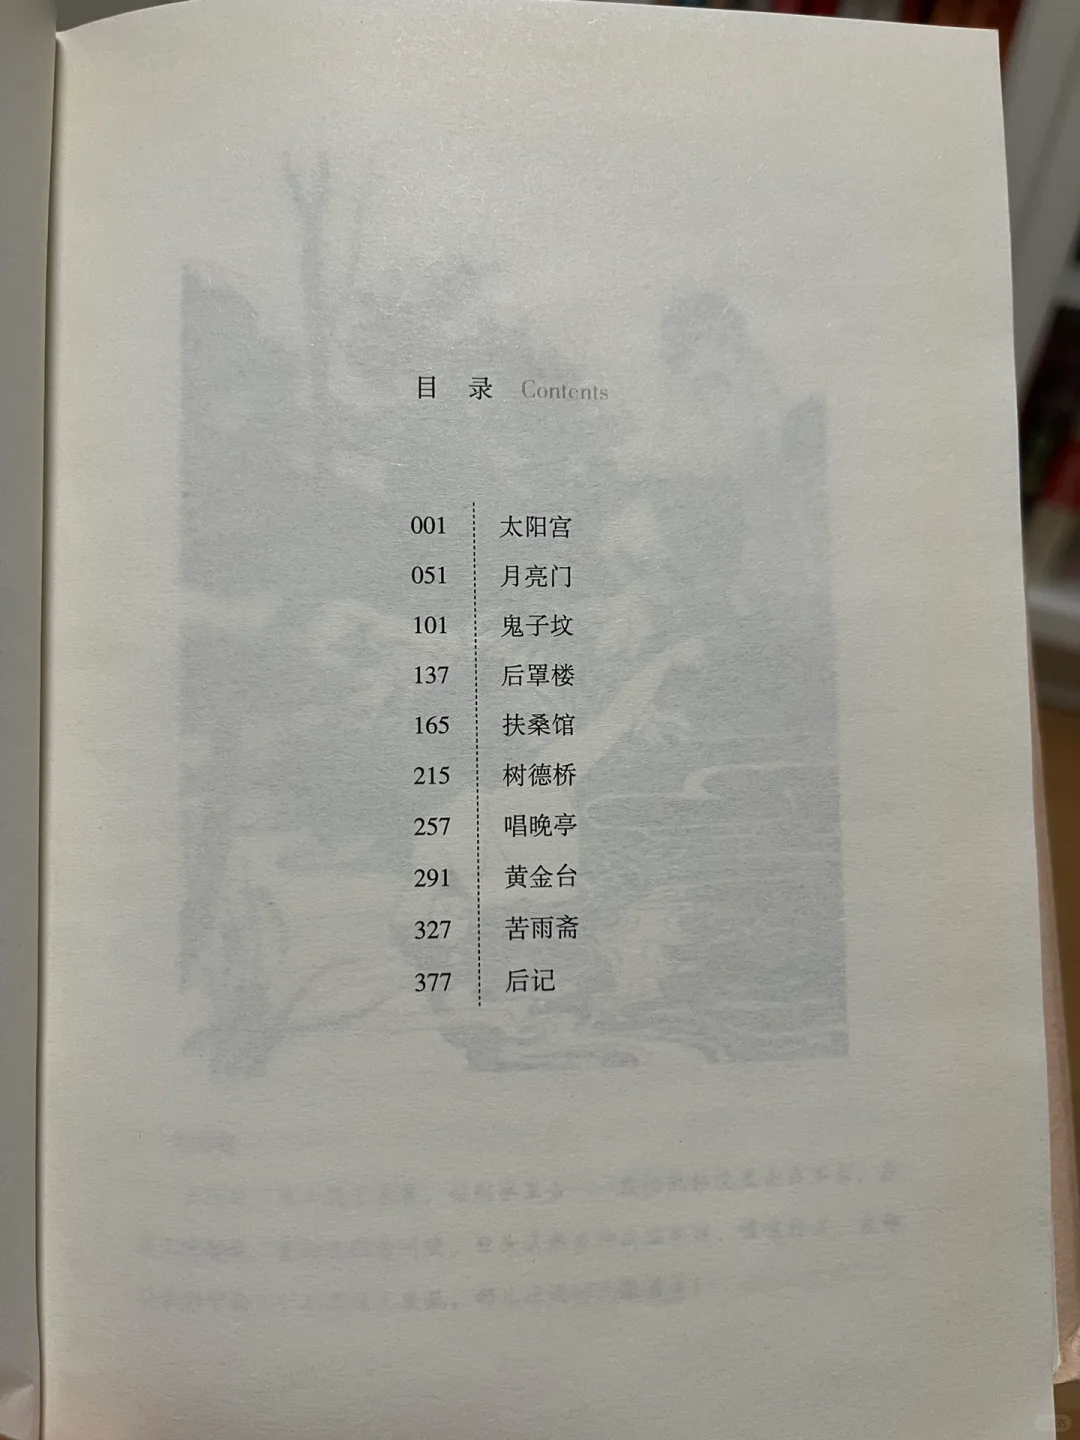 目 录 Contents
001 太阳宫
051 月亮门
101 鬼子坟
137 后罩楼
165 扶桑馆
215 树德桥
257 唱晚亭
291 黄金台
327 苦雨斋
377 后记